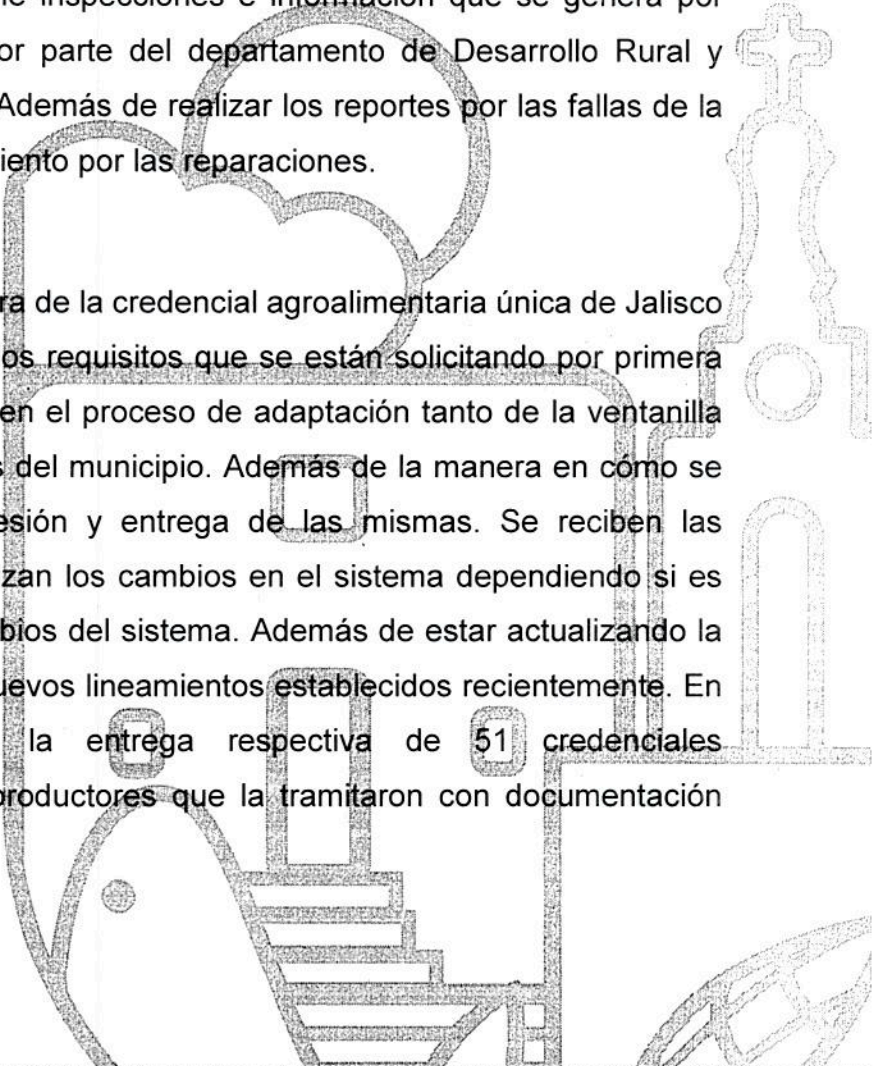 de inspecciones e información que se genera por
or parte del departamento de Desarrollo Rural y
Además de realizar los reportes por las fallas de la
iento por las reparaciones.
ra de la credencial agroalimentaria única de Jalisco
os requisitos que se están solicitando por primera
en el proceso de adaptación tanto de la ventanilla
s del municipio. Además de la manera en cómo se
esión y entrega de las mismas. Se reciben las
zan los cambios en el sistema dependiendo si es
bios del sistema. Además de estar actualizando la
uevos lineamientos establecidos recientemente. En
la entrega respectiva de 51 credenciales
productores que la tramitaron con documentación